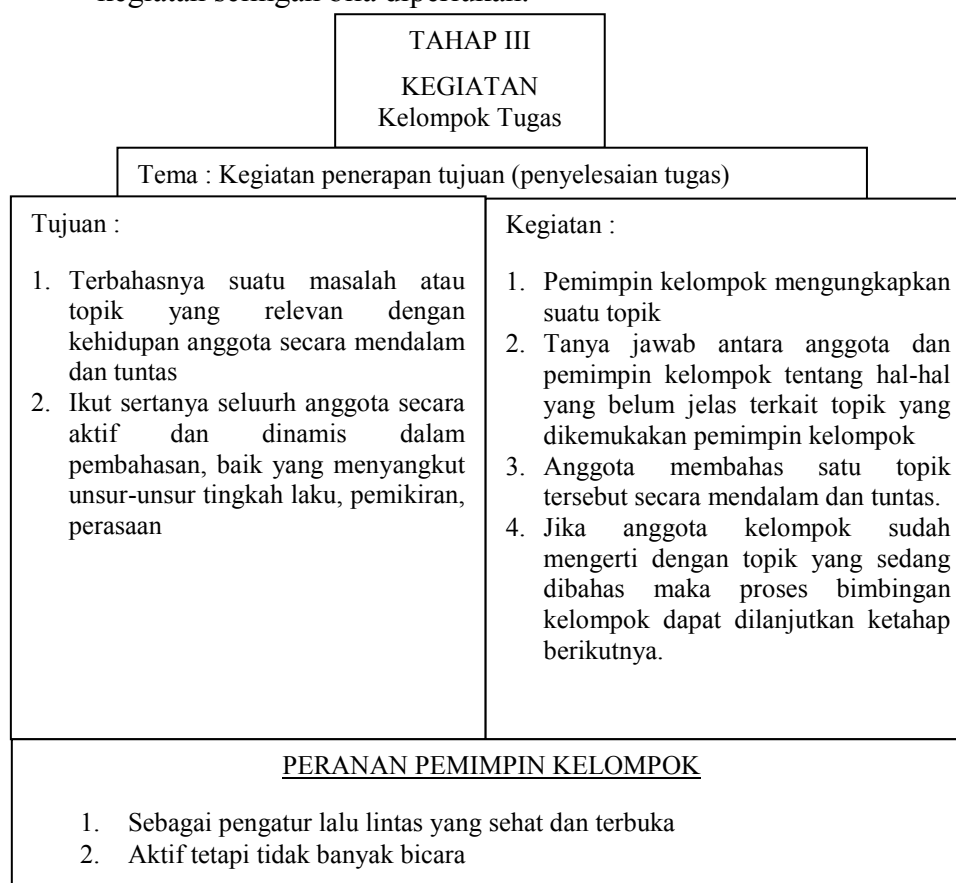 TAHAP III
KEGIATAN
Kelompok Tugas
Tema : Kegiatan penerapan tujuan (penyelesaian tugas)
Tujuan :
1. Terbahasnya suatu masalah atau
topik yang relevan dengan
kehidupan anggota secara mendalam
dan tuntas
2. Ikut sertanya seluurh anggota secara
aktif dan dinamis dalam
pembahasan, baik yang menyangkut
unsur-unsur tingkah laku, pemikiran,
perasaan
Kegiatan :
1. Pemimpin kelompok mengungkapkan
suatu topik
2. Tanya jawab antara anggota dan
pemimpin kelompok tentang hal-hal
yang belum jelas terkait topik yang
dikemukakan pemimpin kelompok
3. Anggota membahas satu topik
tersebut secara mendalam dan tuntas.
4. Jika anggota kelompok sudah
mengerti dengan topik yang sedang
dibahas maka proses bimbingan
kelompok dapat dilanjutkan ketahap
berikutnya.
PERANAN PEMIMPIN KELOMPOK
1. Sebagai pengatur lalu lintas yang sehat dan terbuka
2. Aktif tetapi tidak banyak bicara